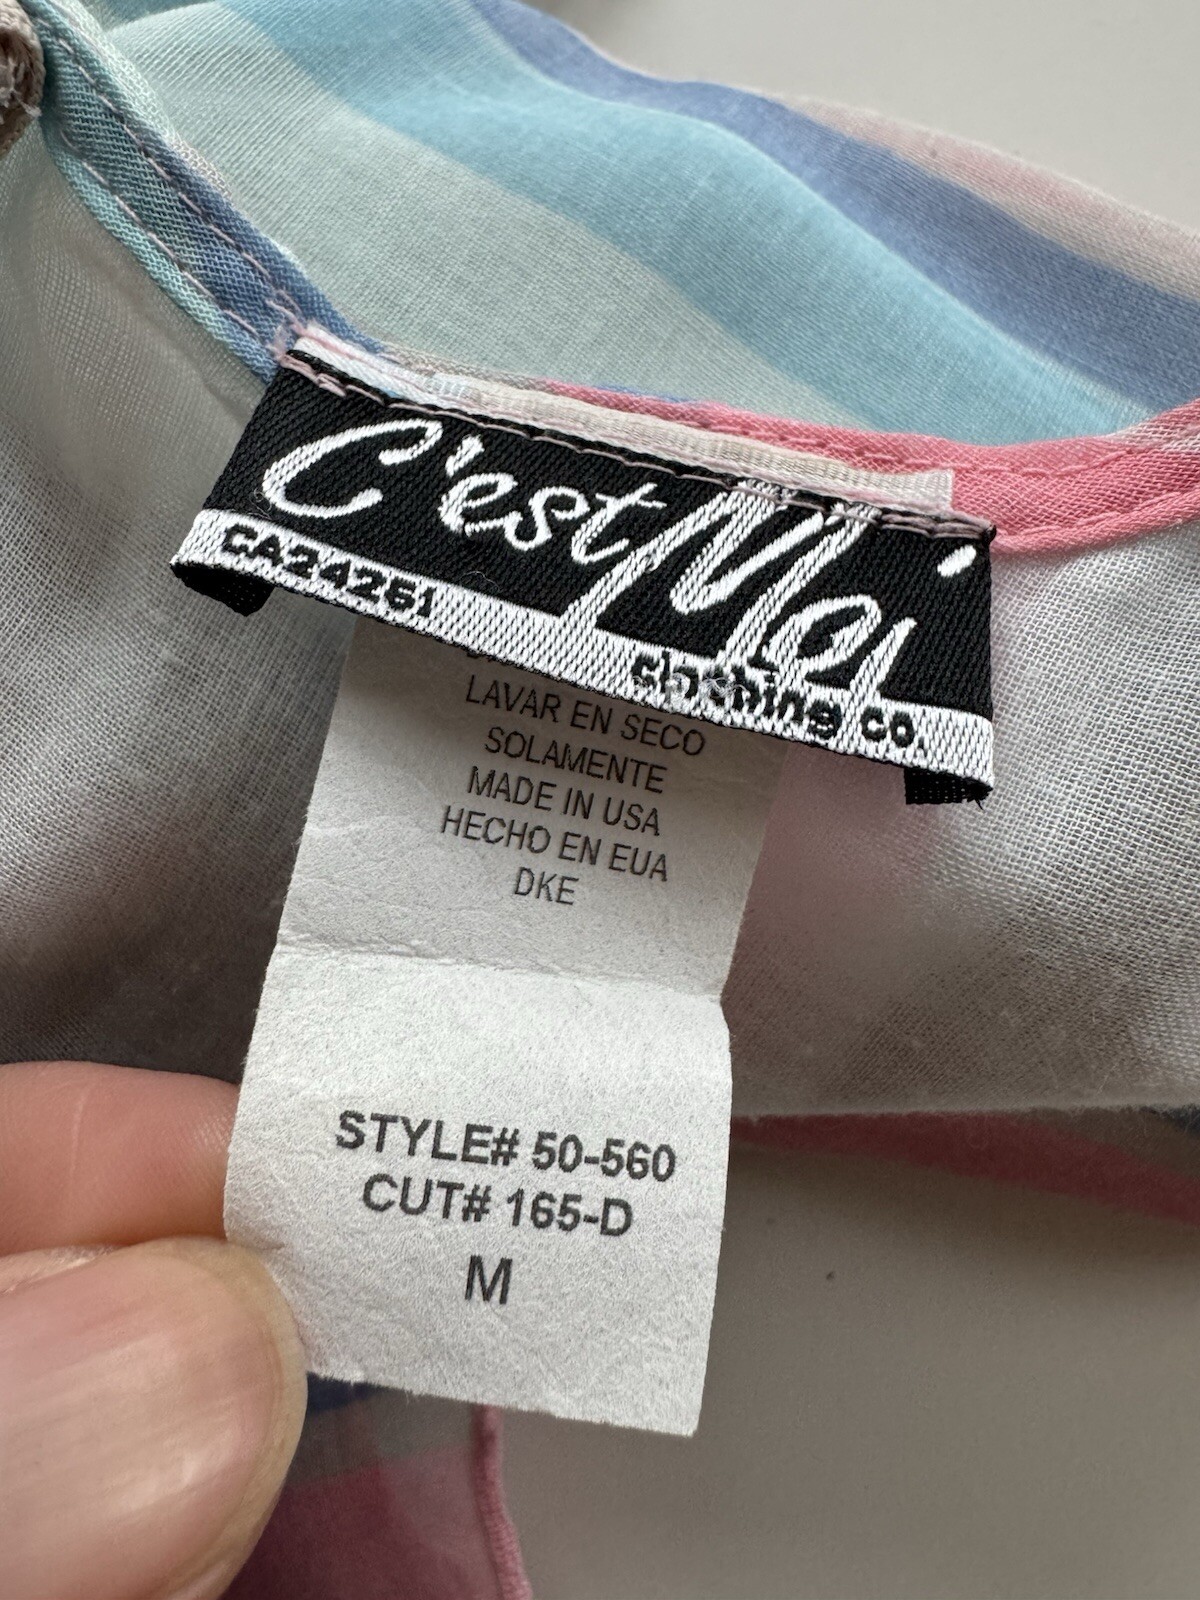 C'est Moi
CA24251
clothing co.
LAVAR EN SECO
SOLAMENTE
MADE IN USA
HECHO EN EUA
DKE
STYLE# 50-560
CUT# 165-D
M